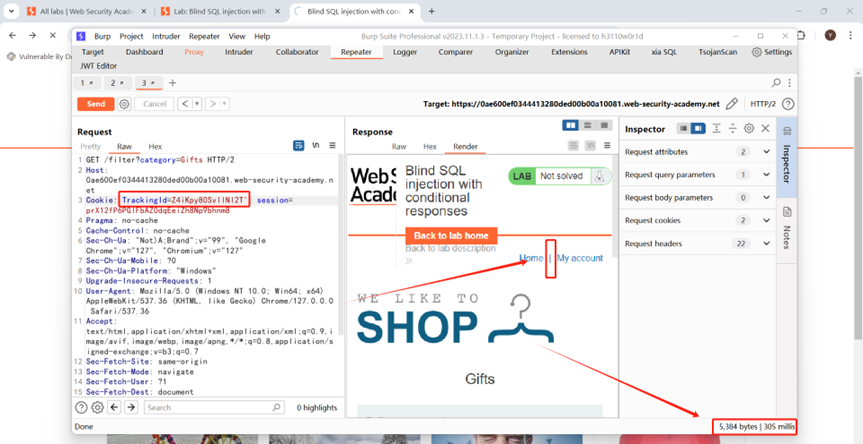 All labs | Web Security Acade
Lab: Blind SQL injection with
Blind SQL injection with cond
Vulnerable By De
Burp Project Intruder Repeater View Help
Burp Suite Professional v2023.11.1.3 - Temporary Project - licensed to h3110w0r1d
Target Dashboard Proxy Intruder Collaborator Repeater Logger Comparer Organizer Extensions APIKit xia SQL TsojanScan Settings
JWT Editor
1 × 2 × 3 × +
Send Cancel < >
Target: https://0ae600ef0344413280ded00b00a10081.web-security-academy.net HTTP/2
Request
Pretty Raw Hex
1 GET /filter?category=Gifts HTTP/2
2 Host:
0ae600ef0344413280ded00b00a10081.web-security-academy.n
et
3 Cookie: TrackingId=Z4iKpy80SvIINI2T' session=
prX12fP6PGlFbAZ0dqEeiZh8Np9bhnm8
4 Pragma: no-cache
5 Cache-Control: no-cache
6 Sec-Ch-Ua: "Not)A;Brand";v="99", "Google
Chrome";v="127", "Chromium";v="127"
7 Sec-Ch-Ua-Mobile: ?0
8 Sec-Ch-Ua-Platform: "Windows"
9 Upgrade-Insecure-Requests: 1
10 User-Agent: Mozilla/5.0 (Windows NT 10.0; Win64; x64)
AppleWebKit/537.36 (KHTML, like Gecko) Chrome/127.0.0.0
Safari/537.36
11 Accept:
text/html,application/xhtml+xml,application/xml;q=0.9,i
mage/avif,image/webp,image/apng,*/*;q=0.8,application/s
igned-exchange;v=b3;q=0.7
12 Sec-Fetch-Site: same-origin
13 Sec-Fetch-Mode: navigate
14 Sec-Fetch-User: ?1
15 Sec-Fetch-Dest: document
Search 0 highlights
Done
Response
Raw Hex Render
Web S
Acade
Blind SQL
injection with
conditional
responses
LAB Not solved
Back to lab home
Back to lab description
Home | My account
WE LIKE TO
SHOP
Gifts
Inspector
Request attributes 2
Request query parameters 1
Request body parameters 0
Request cookies 2
Request headers 22
Inspector
Notes
5,384 bytes | 305 millis